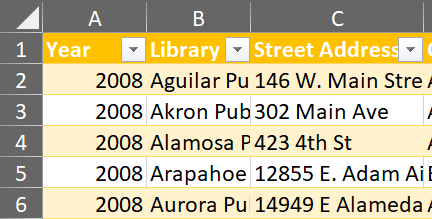 A B C
1 Year Library Street Address
2 2008 Aguilar Pu 146 W. Main Stre
3 2008 Akron Pub 302 Main Ave
4 2008 Alamosa P 423 4th St
5 2008 Arapahoe 12855 E. Adam Ai
6 2008 Aurora Pu 14949 E Alameda